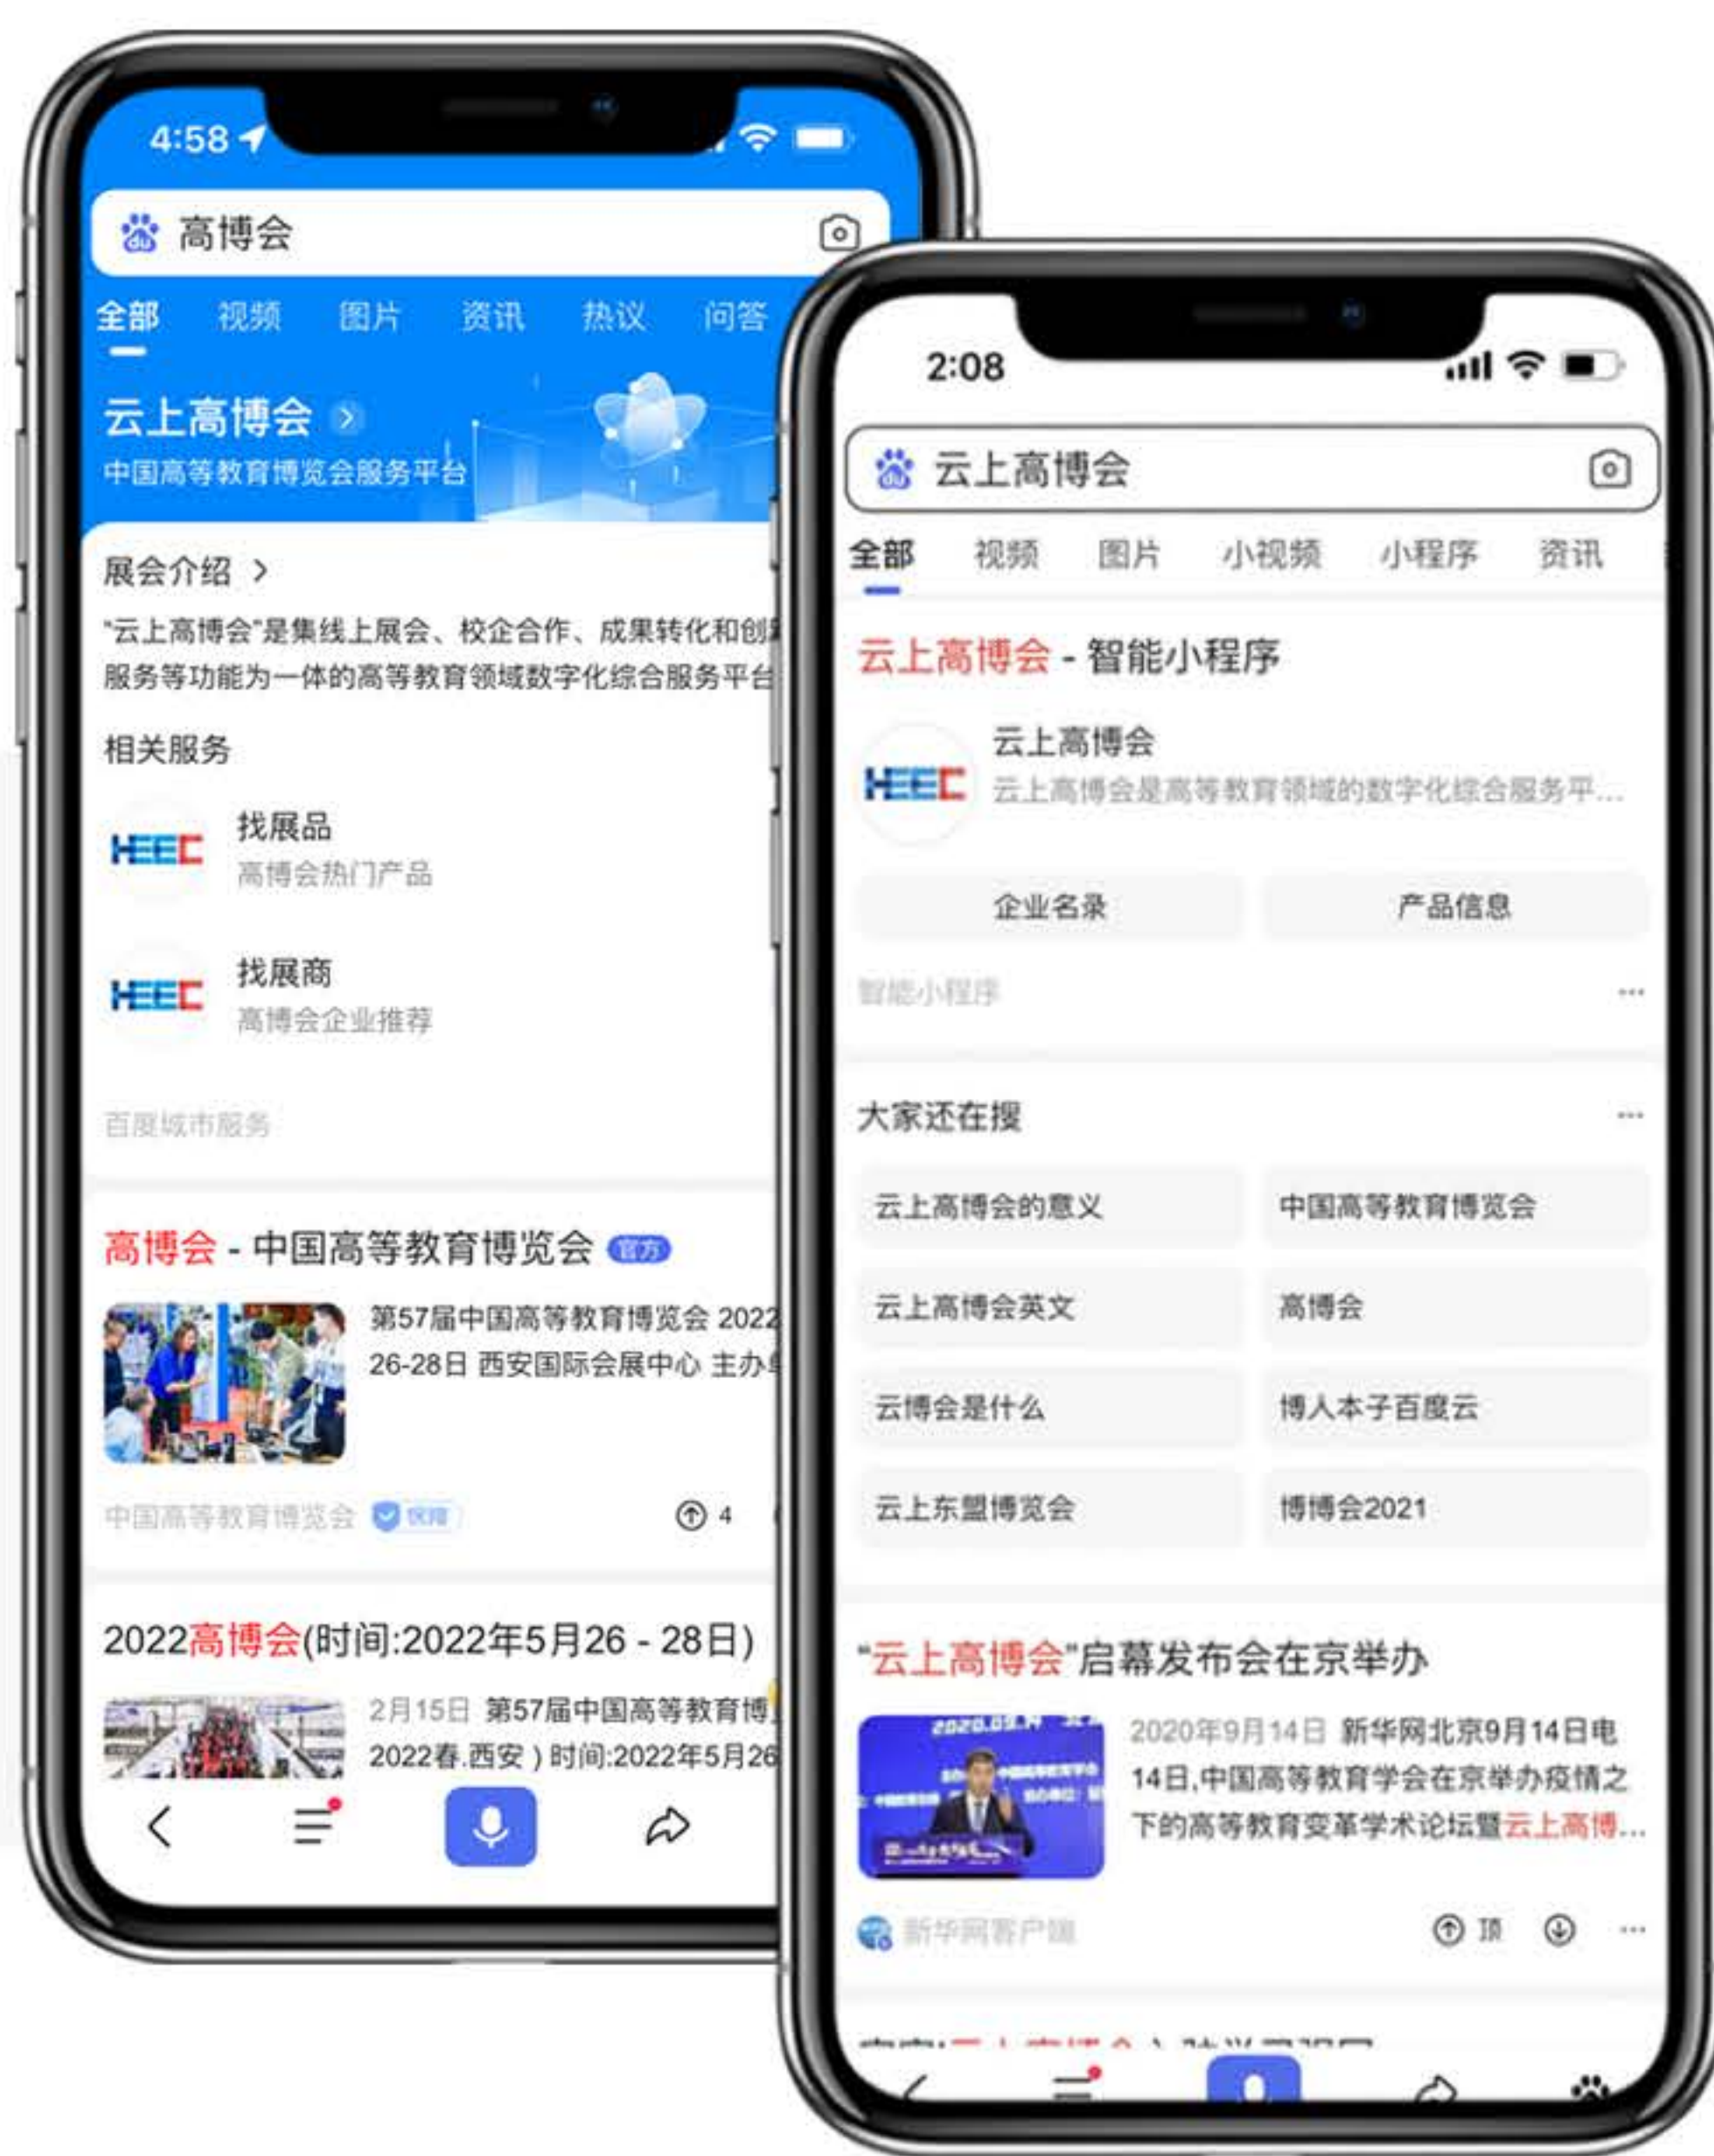 4:58
du 高博会
全部 视频 图片 资讯 热议 问答
云上高博会
中国高等教育博览会服务平台
展会介绍
“云上高博会”是集线上展会、校企合作、成果转化和创
服务等功能为一体的高等教育领域数字化综合服务平台
相关服务
HEEC
找展品
高博会热门产品
HEEC
找展商
高博会企业推荐
百度城市服务
高博会 - 中国高等教育博览会 官方
第57届中国高等教育博览会 2022
26-28日 西安国际会展中心 主办
中国高等教育博览会 保障
4
2022高博会(时间:2022年5月26 - 28日)
2月15日 第57届中国高等教育博
2022春.西安 ) 时间:2022年5月26
2:08
du 云上高博会
全部 视频 图片 小视频 小程序 资讯
云上高博会 - 智能小程序
HEEC
云上高博会
云上高博会是高等教育领域的数字化综合服务平...
企业名录 产品信息
智能小程序
大家还在搜
云上高博会的意义 中国高等教育博览会
云上高博会英文 高博会
云博会是什么 博人本子百度云
云上东盟博览会 博博会2021
“云上高博会”启幕发布会在京举办
2020年9月14日 新华网北京9月14日电
14日,中国高等教育学会在京举办疫情之
下的高等教育变革学术论坛暨云上高博...
新华网客户端
顶